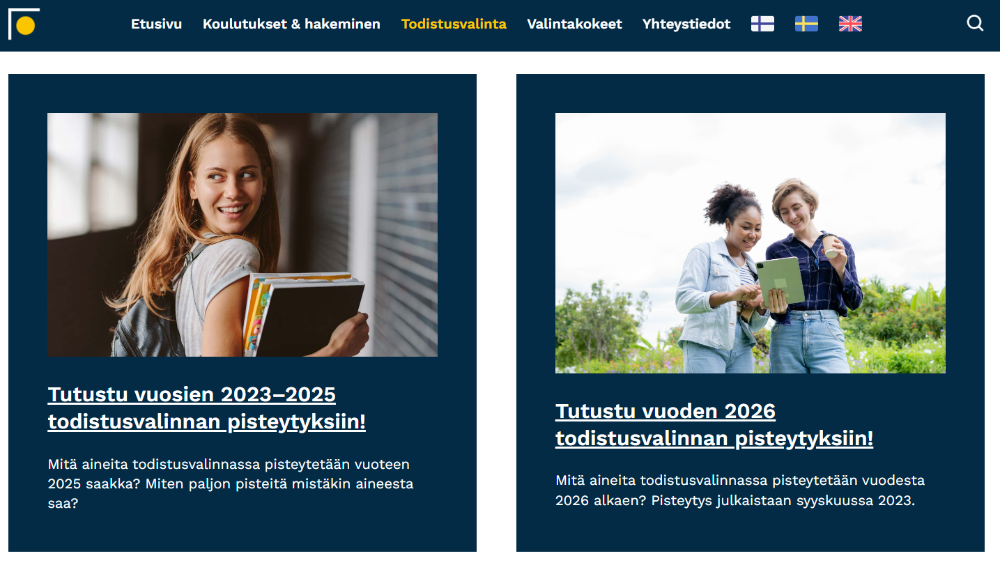 Etusivu Koulutukset & hakeminen Todistusvalinta Valintakokeet Yhteystiedot
Tutustu vuosien 2023–2025
todistusvalinnan pisteytyksiin!
Mitä aineita todistusvalinnassa pisteytetään vuoteen
2025 saakka? Miten paljon pisteitä mistäkin aineesta
saa?
Tutustu vuoden 2026
todistusvalinnan pisteytyksiin!
Mitä aineita todistusvalinnassa pisteytetään vuodesta
2026 alkaen? Pisteytys julkaistaan syyskuussa 2023.